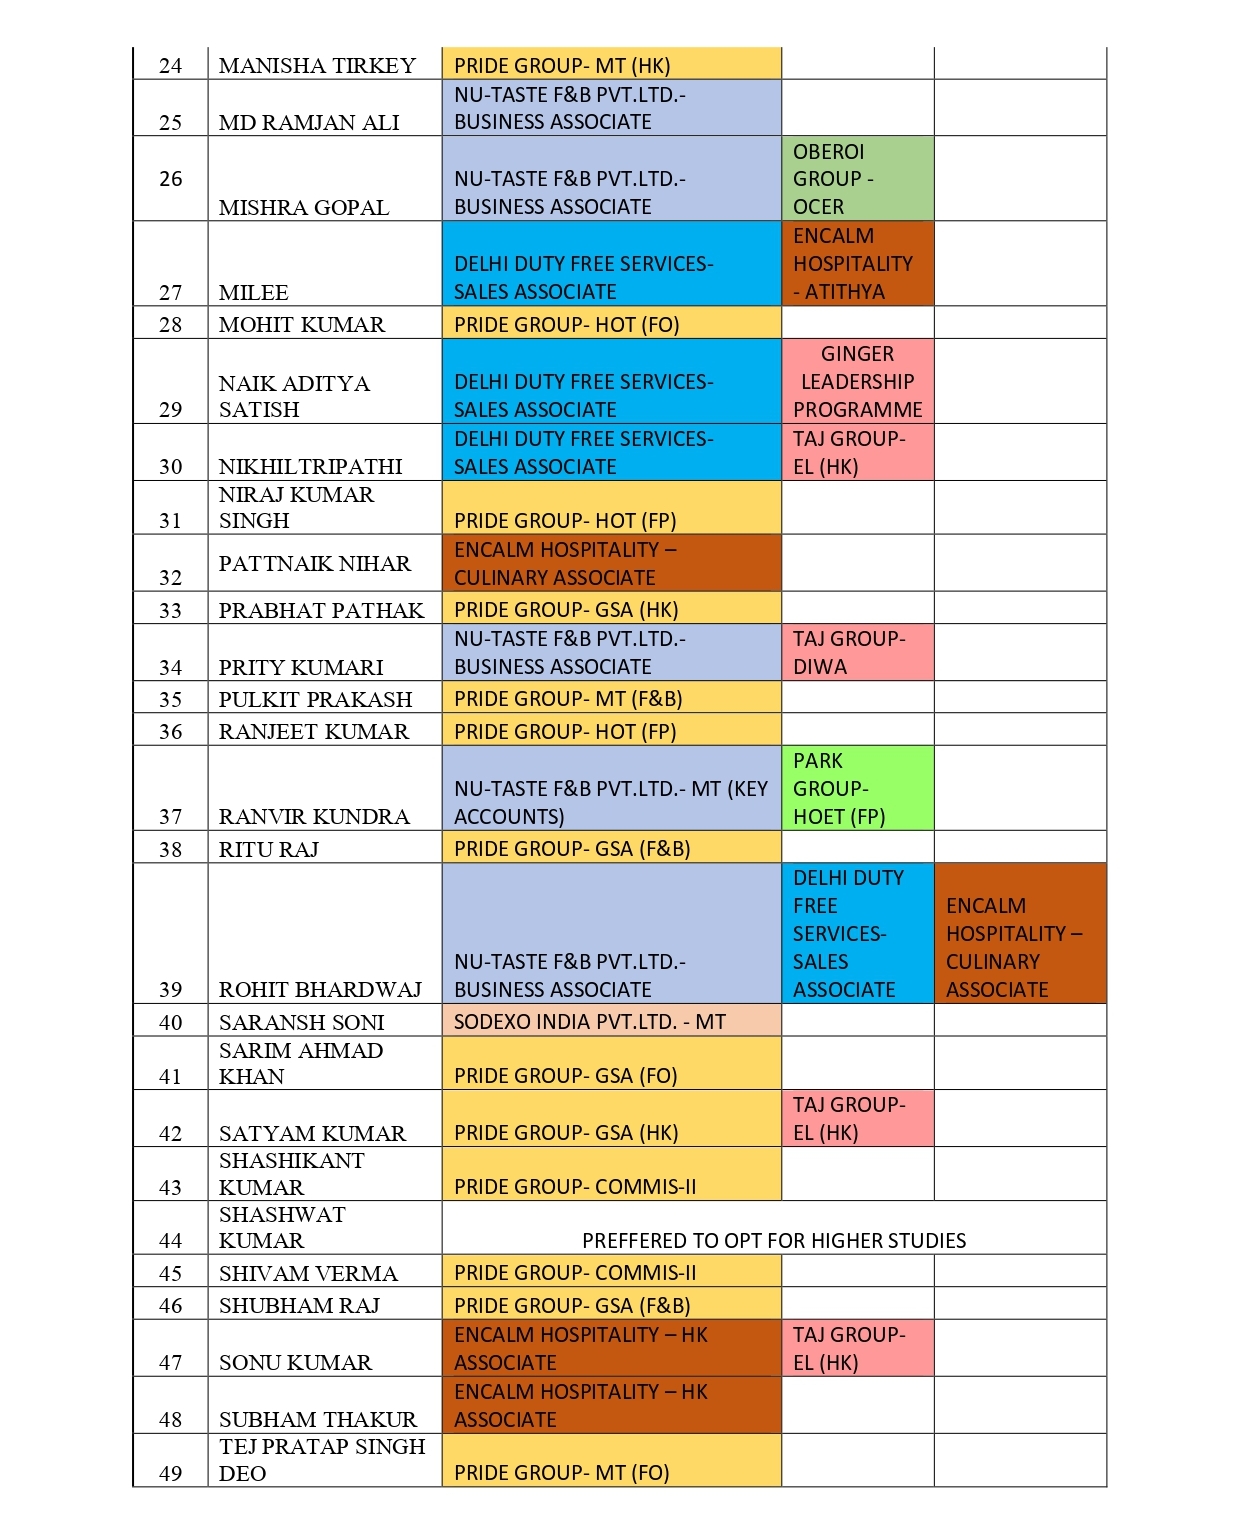 24 MANISHA TIRKEY PRIDE GROUP- MT (HK)
NU-TASTE F&B PVT.LTD.-
25 MD RAMJAN ALI BUSINESS ASSOCIATE
OBEROI
26 NU-TASTE F&B PVT.LTD.- GROUP -
MISHRA GOPAL BUSINESS ASSOCIATE OCER
ENCALM
DELHI DUTY FREE SERVICES- HOSPITALITY
27 MILEE SALES ASSOCIATE - ATITHYA
28 MOHIT KUMAR PRIDE GROUP- HOT (FO)
GINGER
NAIK ADITYA DELHI DUTY FREE SERVICES- LEADERSHIP
29 SATISH SALES ASSOCIATE PROGRAMME
DELHI DUTY FREE SERVICES- TAJ GROUP-
30 NIKHILTRIPATHI SALES ASSOCIATE EL (HK)
NIRAJ KUMAR
31 SINGH PRIDE GROUP- HOT (FP)
ENCALM HOSPITALITY –
32 PATTNAIK NIHAR CULINARY ASSOCIATE
33 PRABHAT PATHAK PRIDE GROUP- GSA (HK)
NU-TASTE F&B PVT.LTD.- TAJ GROUP-
34 PRITY KUMARI BUSINESS ASSOCIATE DIWA
35 PULKIT PRAKASH PRIDE GROUP- MT (F&B)
36 RANJEET KUMAR PRIDE GROUP- HOT (FP)
PARK
NU-TASTE F&B PVT.LTD.- MT (KEY GROUP-
37 RANVIR KUNDRA ACCOUNTS) HOET (FP)
38 RITU RAJ PRIDE GROUP- GSA (F&B)
DELHI DUTY
FREE ENCALM
SERVICES- HOSPITALITY –
NU-TASTE F&B PVT.LTD.- SALES CULINARY
39 ROHIT BHARDWAJ BUSINESS ASSOCIATE ASSOCIATE ASSOCIATE
40 SARANSH SONI SODEXO INDIA PVT.LTD. - MT
SARIM AHMAD
41 KHAN PRIDE GROUP- GSA (FO)
TAJ GROUP-
42 SATYAM KUMAR PRIDE GROUP- GSA (HK) EL (HK)
SHASHIKANT
43 KUMAR PRIDE GROUP- COMMIS-II
SHASHWAT
44 KUMAR PREFFERED TO OPT FOR HIGHER STUDIES
45 SHIVAM VERMA PRIDE GROUP- COMMIS-II
46 SHUBHAM RAJ PRIDE GROUP- GSA (F&B)
ENCALM HOSPITALITY – HK TAJ GROUP-
47 SONU KUMAR ASSOCIATE EL (HK)
ENCALM HOSPITALITY – HK
48 SUBHAM THAKUR ASSOCIATE
TEJ PRATAP SINGH
49 DEO PRIDE GROUP- MT (FO)